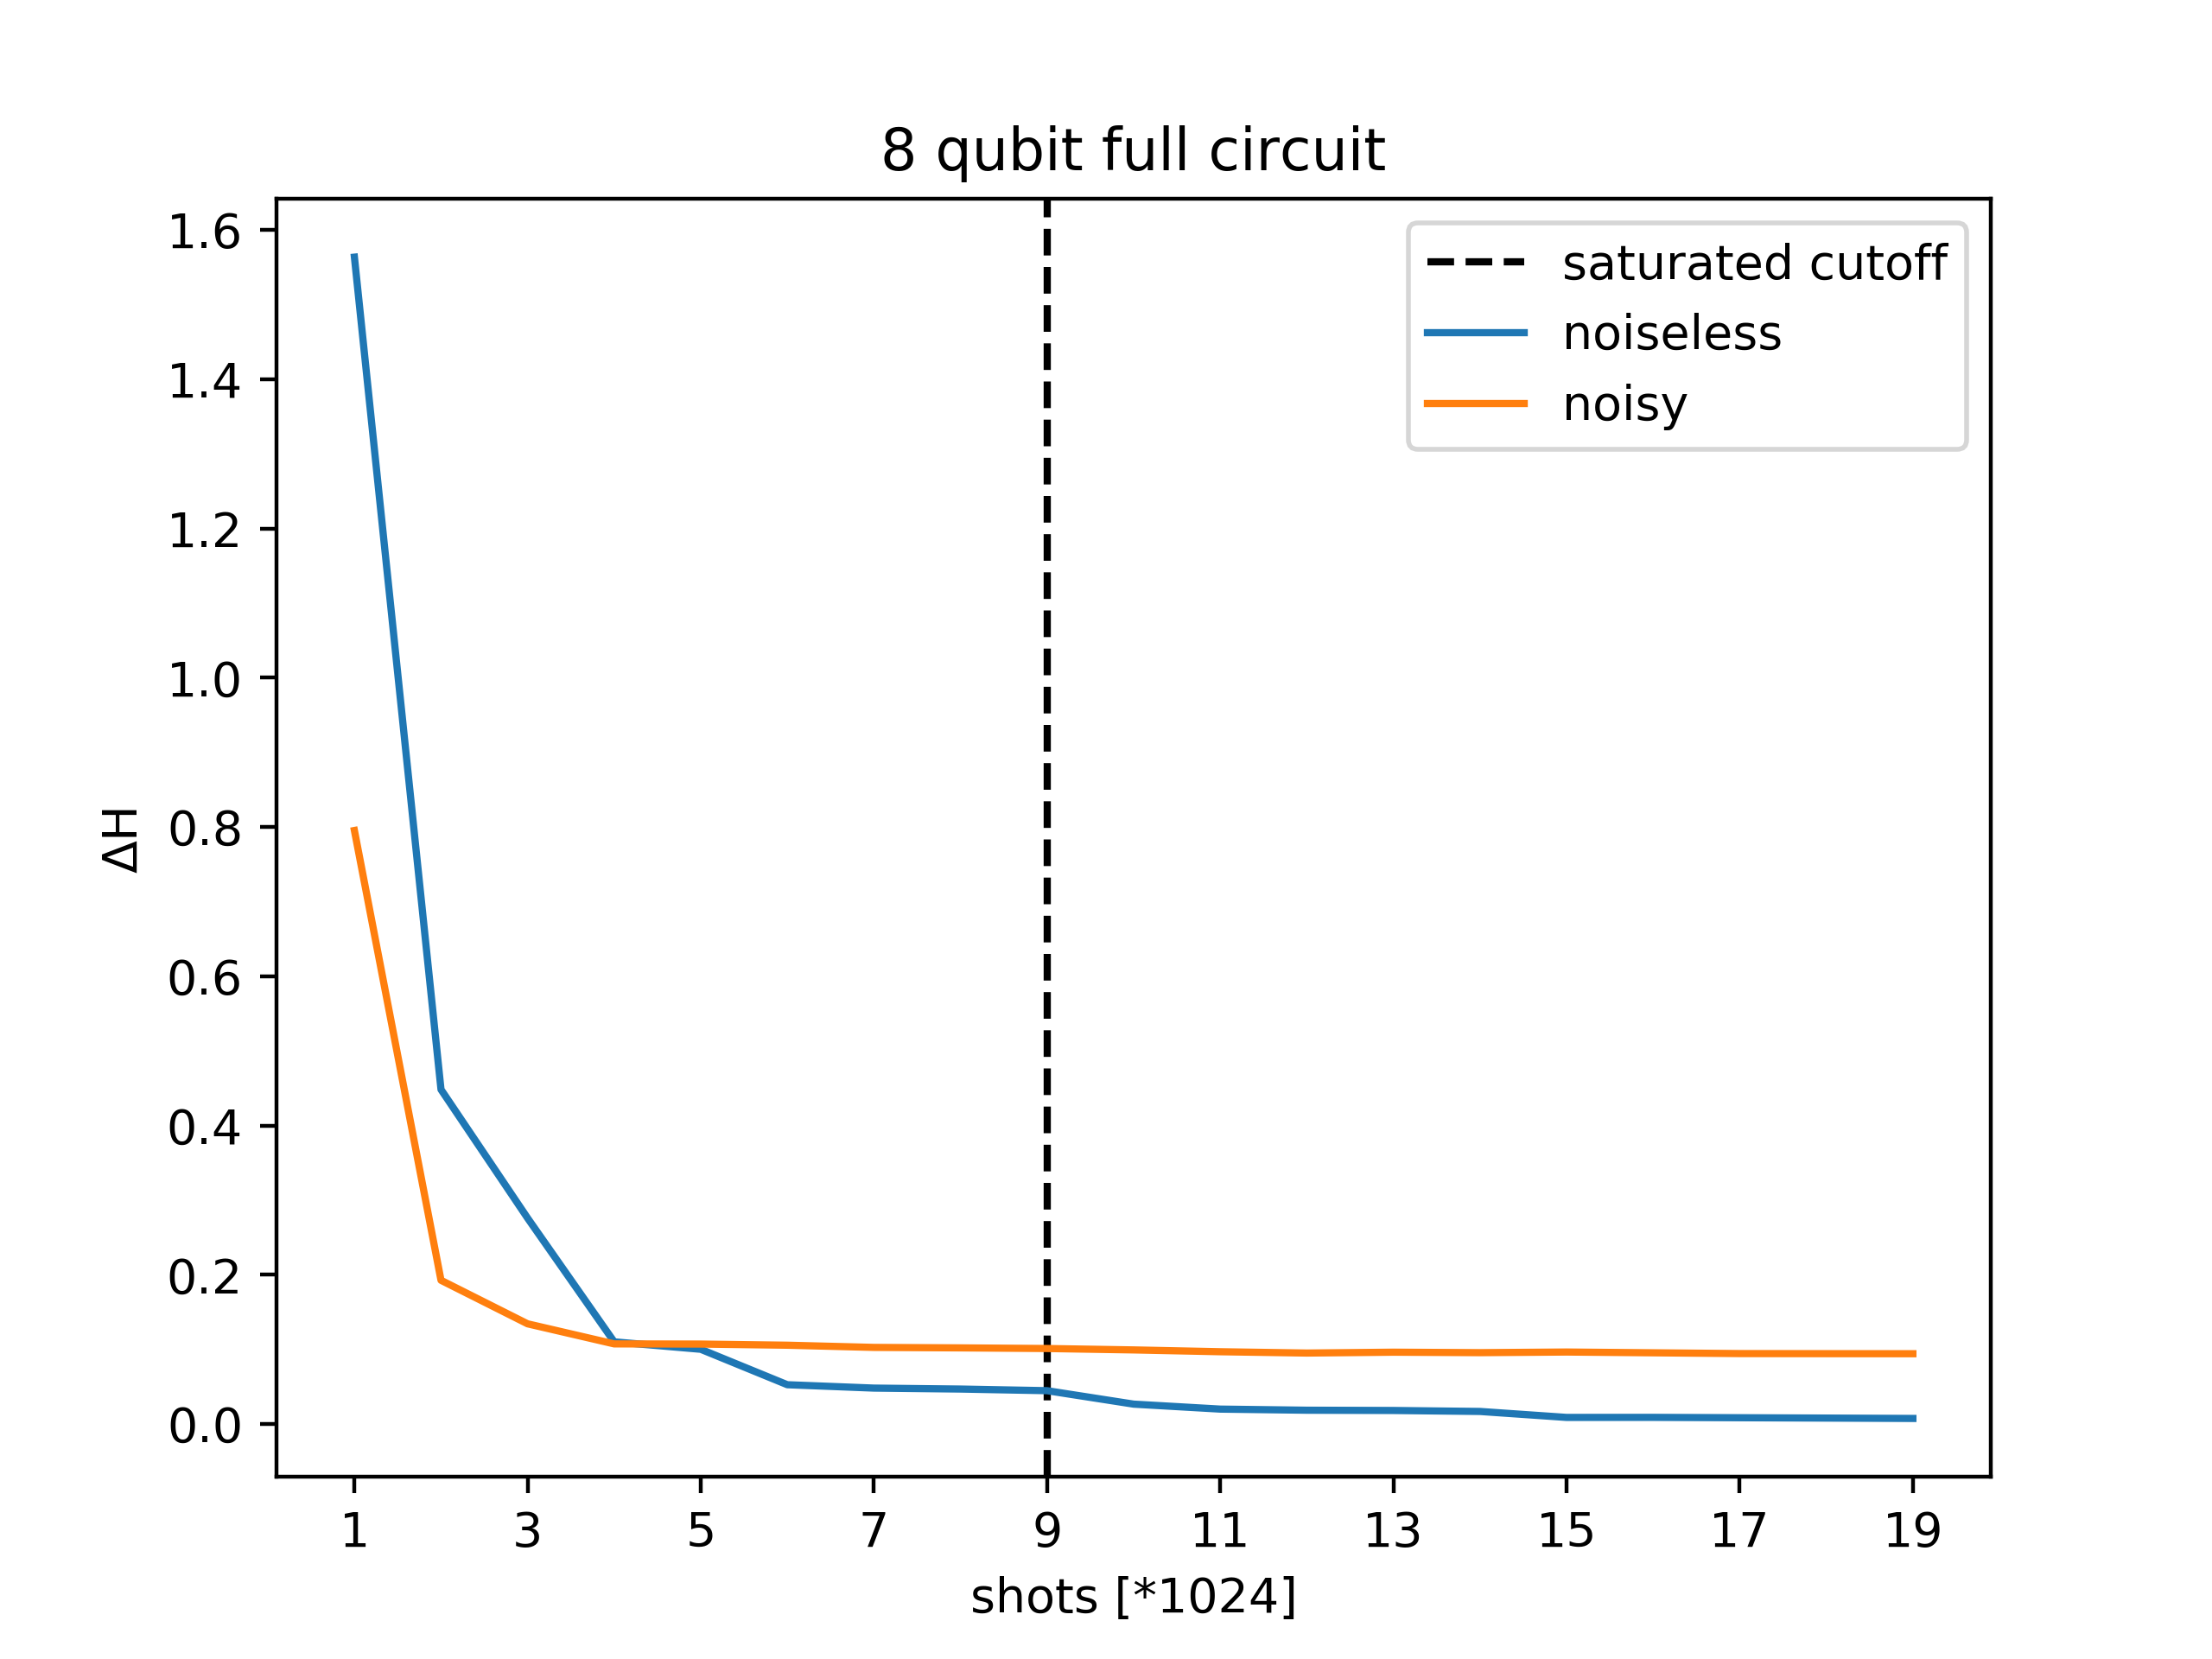 8 qubit full circuit
saturated cutoff
noiseless
noisy
ΔH
1.6
1.4
1.2
1.0
0.8
0.6
0.4
0.2
0.0
1 3 5 7 9 11 13 15 17 19
shots [*1024]